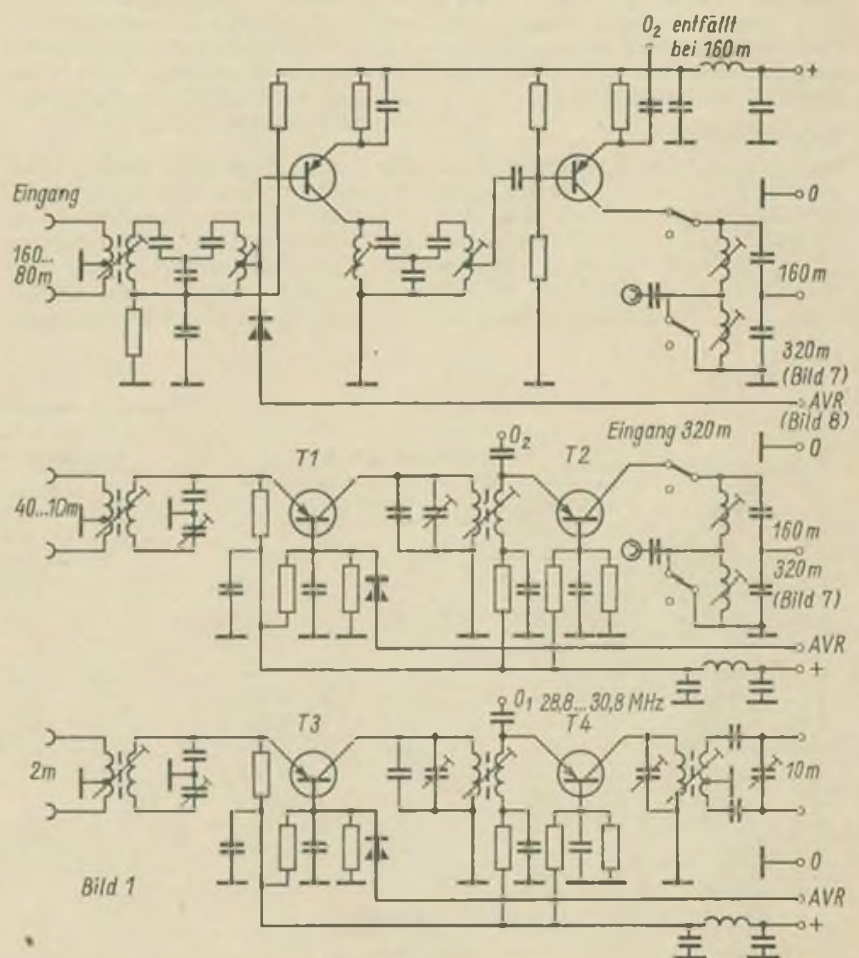 O₂ entfällt
bei 160m
+
Eingang
160...
80m
0
160m
320m
(Bild 7)
AVR
(Bild 8)
0
Eingang 320m
O₂
T1
T2
40...10m
160m
320m
(Bild 7)
AVR
+
O₁ 28,8...30,8 MHz
T3
T4
2m
10m
0
Bild 1
AVR
+